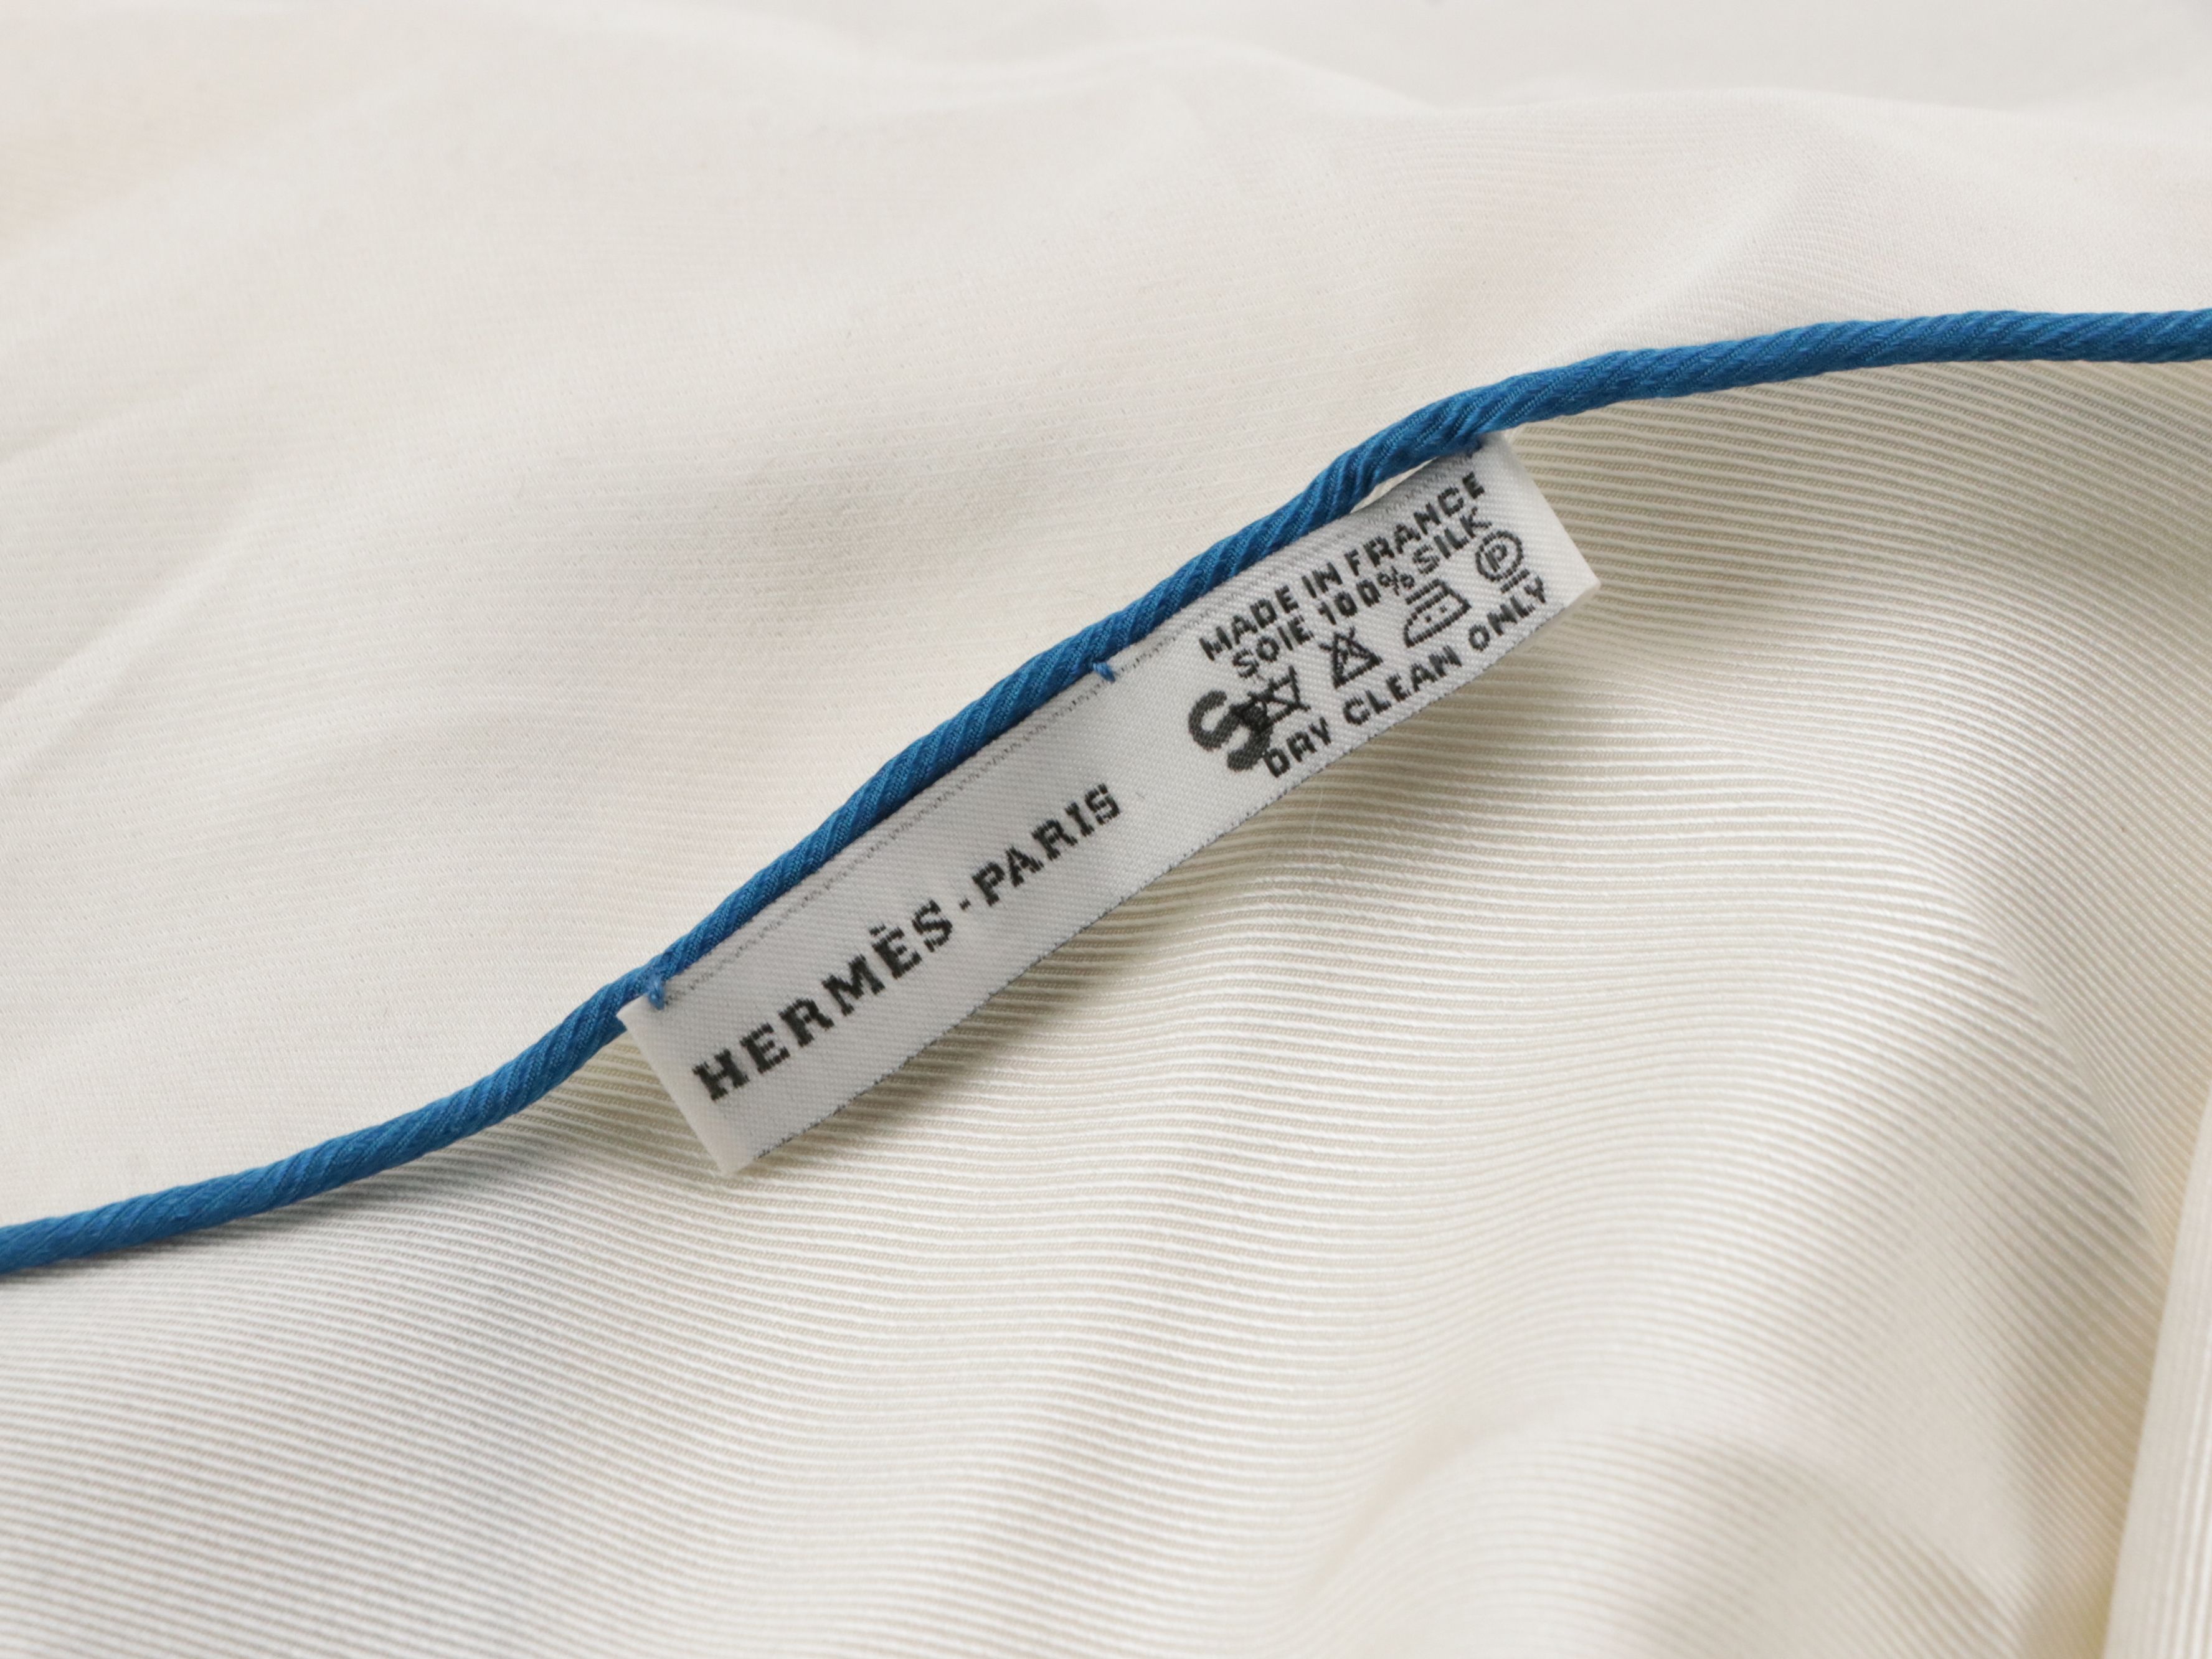 HERMÈS-PARIS
MADE IN FRANCE
SOIE 100% SILK
S
P
DRY CLEAN ONLY